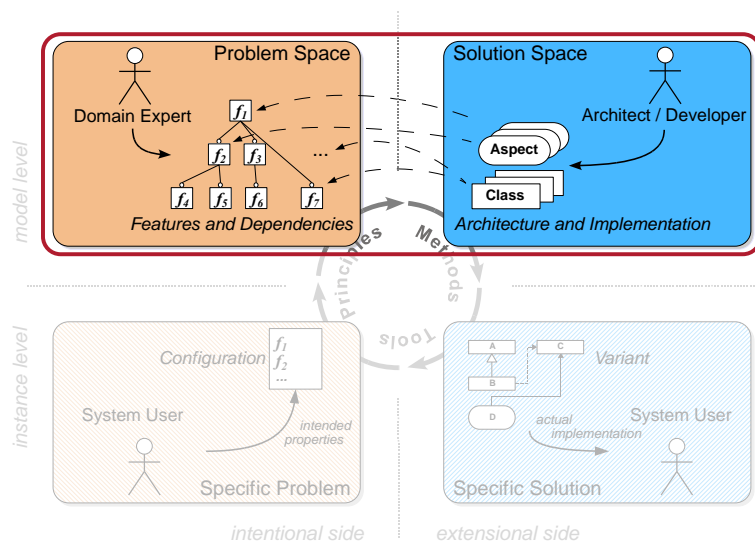 Problem Space
Solution Space
Domain Expert
Architect / Developer
f1
f2
f3
...
f4
f5
f6
f7
Aspect
Class
Features and Dependencies
Architecture and Implementation
model level
Principles
Methods
Tools
instance level
Configuration
f1
f2
...
System User
intended
properties
Specific Problem
A
C
B
D
Variant
actual
implementation
System User
Specific Solution
intentional side
extensional side